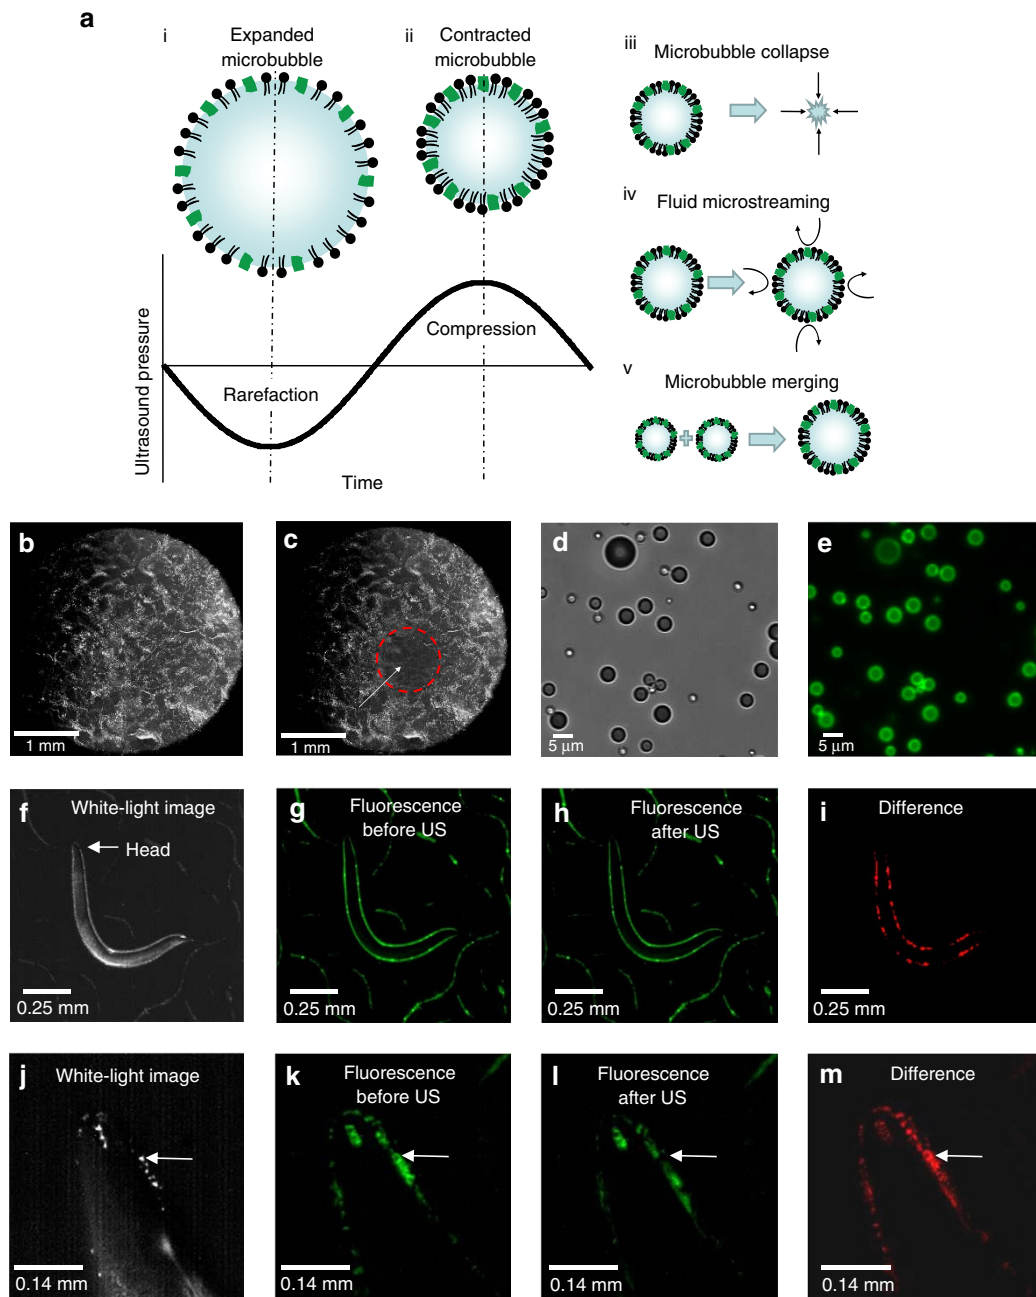 a
i
Expanded
microbubble
ii
Contracted
microbubble
iii
Microbubble collapse
iv
Fluid microstreaming
v
Microbubble merging
Ultrasound pressure
Compression
Rarefaction
Time
b
1 mm
c
1 mm
d
5 µm
e
5 µm
f
White-light image
Head
0.25 mm
g
Fluorescence
before US
0.25 mm
h
Fluorescence
after US
0.25 mm
i
Difference
0.25 mm
j
White-light image
0.14 mm
k
Fluorescence
before US
0.14 mm
l
Fluorescence
after US
0.14 mm
m
Difference
0.14 mm